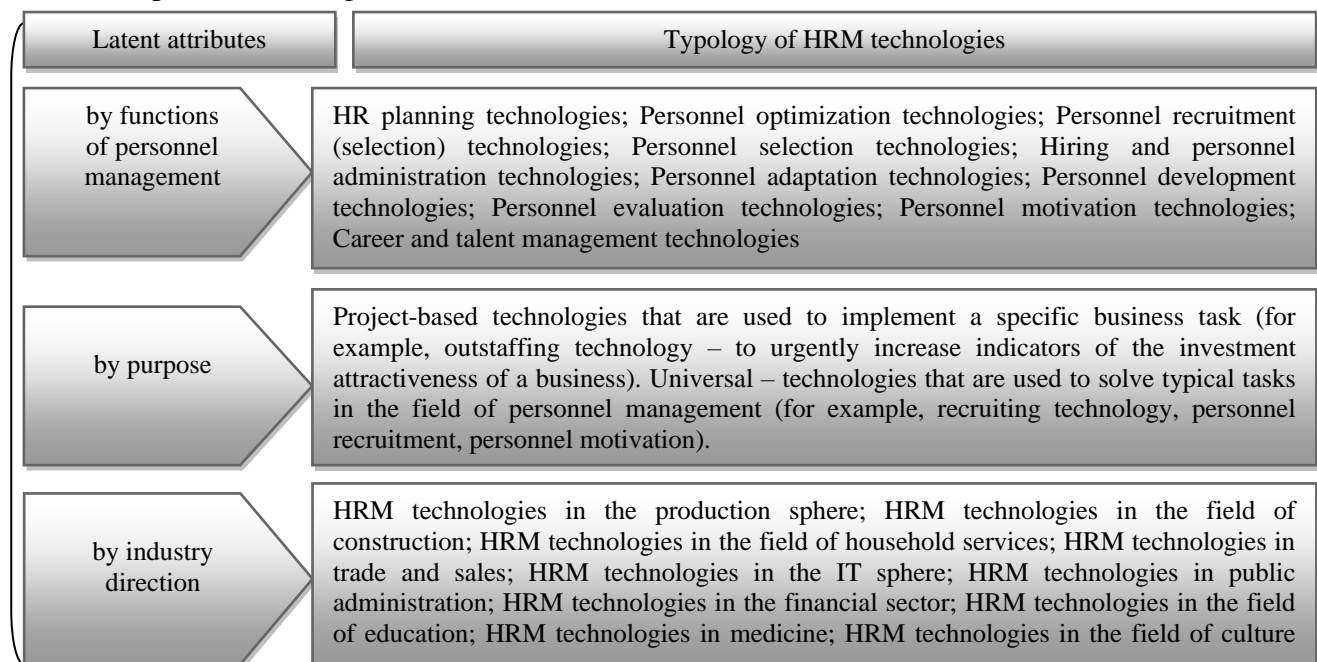 Latent attributes
Typology of HRM technologies
by functions
of personnel
management
HR planning technologies; Personnel optimization technologies; Personnel recruitment
(selection) technologies; Personnel selection technologies; Hiring and personnel
administration technologies; Personnel adaptation technologies; Personnel development
technologies; Personnel evaluation technologies; Personnel motivation technologies;
Career and talent management technologies
by purpose
Project-based technologies that are used to implement a specific business task (for
example, outstaffing technology – to urgently increase indicators of the investment
attractiveness of a business). Universal – technologies that are used to solve typical tasks
in the field of personnel management (for example, recruiting technology, personnel
recruitment, personnel motivation).
by industry
direction
HRM technologies in the production sphere; HRM technologies in the field of
construction; HRM technologies in the field of household services; HRM technologies in
trade and sales; HRM technologies in the IT sphere; HRM technologies in public
administration; HRM technologies in the financial sector; HRM technologies in the field
of education; HRM technologies in medicine; HRM technologies in the field of culture